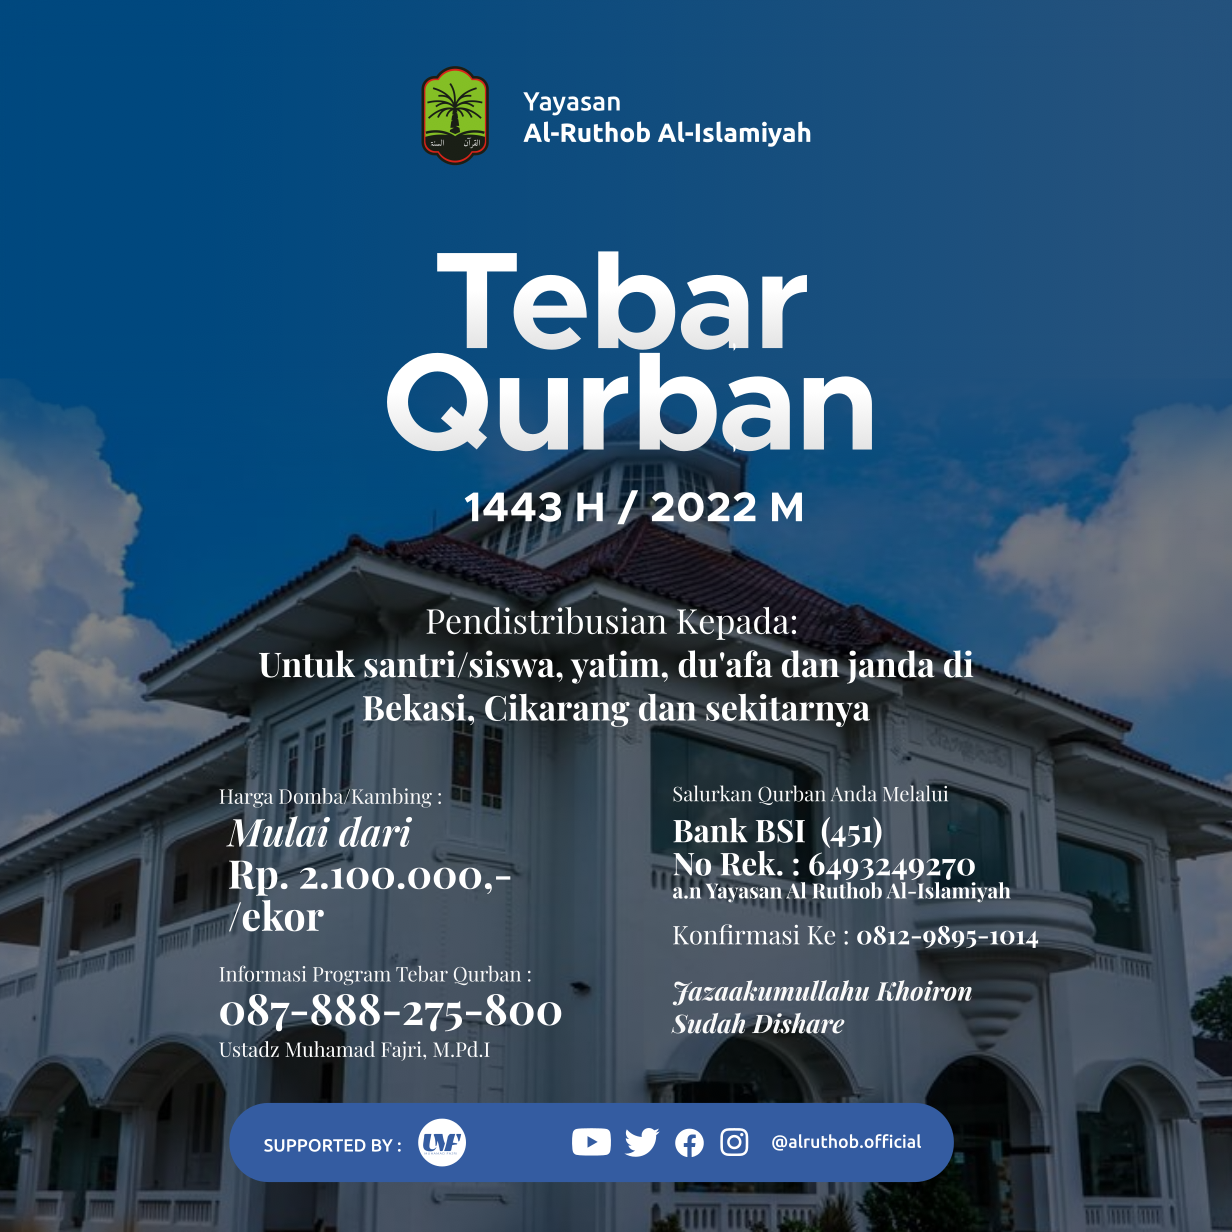 Yayasan
Al-Ruthob Al-Islamiyah
القرآن السنة
Tebar
Qurban
1443 H / 2022 M
Pendistribusian Kepada:
Untuk santri/siswa, yatim, du'afa dan janda di
Bekasi, Cikarang dan sekitarnya
Harga Domba/Kambing :
Mulai dari
Rp. 2.100.000,-
/ekor
Informasi Program Tebar Qurban :
087-888-275-800
Ustadz Muhamad Fajri, M.Pd.I
Salurkan Qurban Anda Melalui
Bank BSI (451)
No Rek. : 6493249270
a.n Yayasan Al Ruthob Al-Islamiyah
Konfirmasi Ke : 0812-9895-1014
Jazaakumullahu Khoiron
Sudah Dishare
SUPPORTED BY :
@alruthob.official